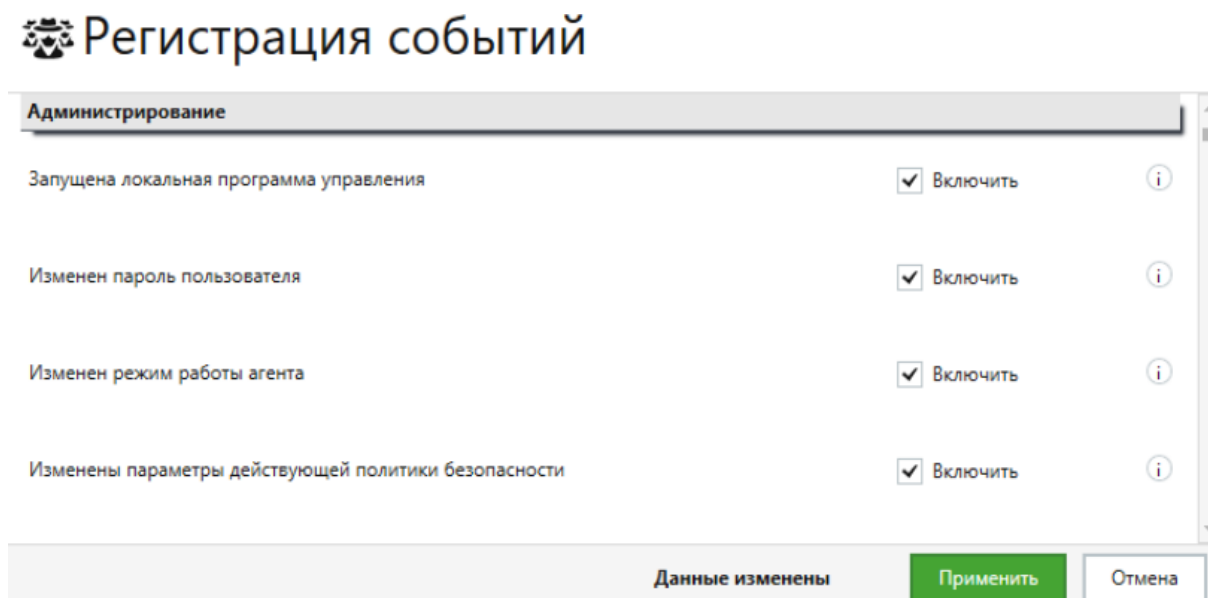 Регистрация событий
Администрирование
Запущена локальная программа управления Включить i
Изменен пароль пользователя Включить i
Изменен режим работы агента Включить i
Изменены параметры действующей политики безопасности Включить i
Данные изменены Применить Отмена